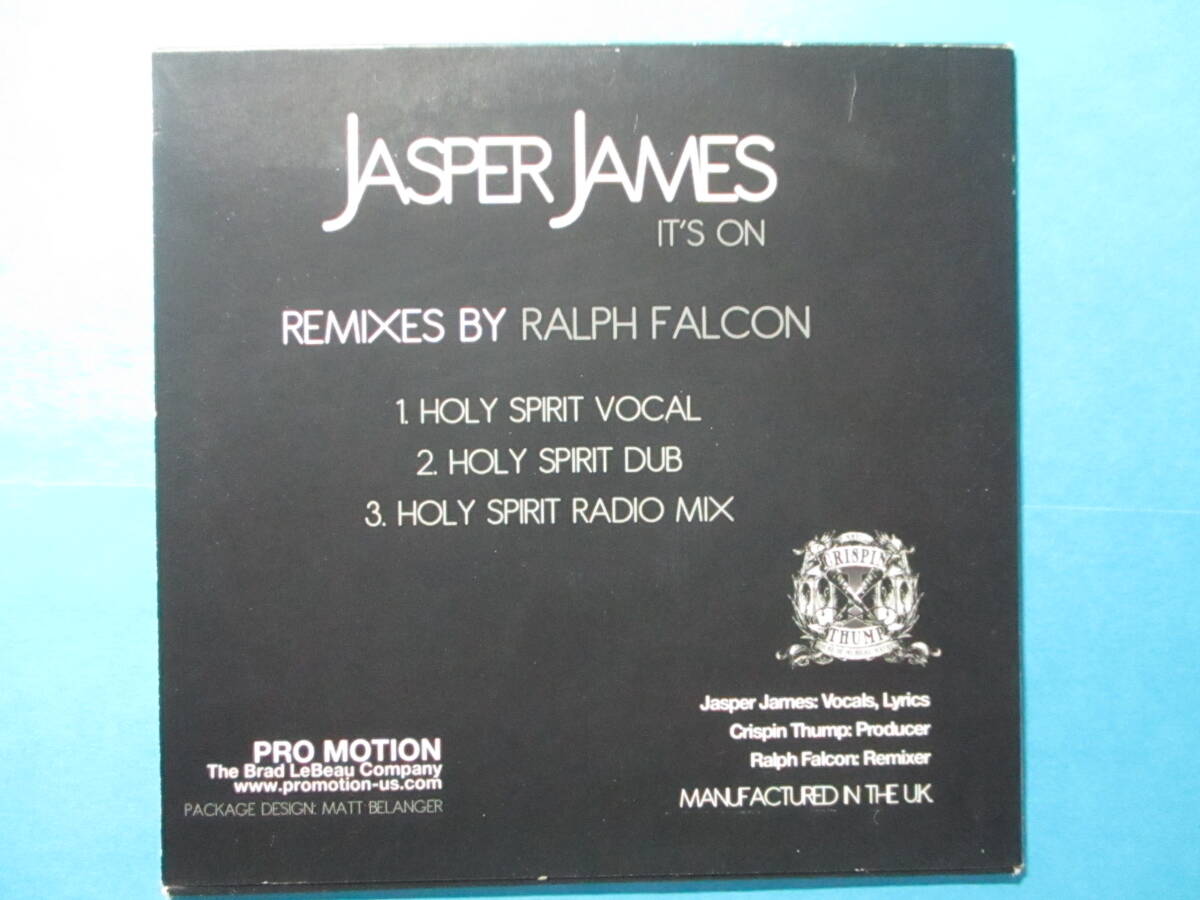 JASPER JAMES
IT'S ON
REMIXES BY RALPH FALCON
1. HOLY SPIRIT VOCAL
2. HOLY SPIRIT DUB
3. HOLY SPIRIT RADIO MIX
CRISPIN
THUMP
Jasper James: Vocals, Lyrics
Crispin Thump: Producer
Ralph Falcon: Remixer
MANUFACTURED IN THE UK
PRO MOTION
The Brad LeBeau Company
www.promotion-us.com
PACKAGE DESIGN: MATT BELANGER